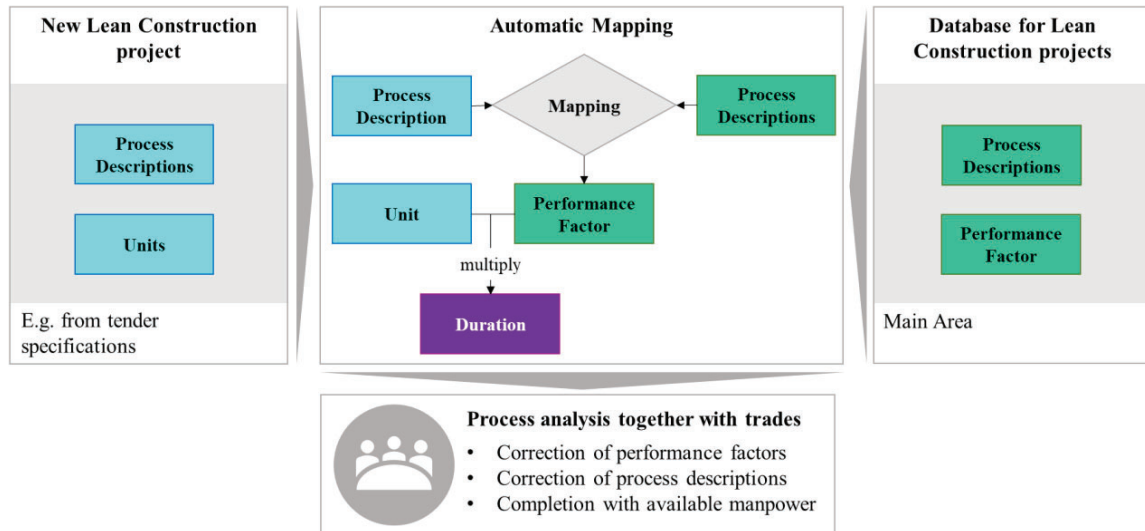 New Lean Construction
project
Process
Descriptions
Units
E.g. from tender
specifications
Automatic Mapping
Process
Description
Mapping
Process
Descriptions
Unit
Performance
Factor
multiply
Duration
Database for Lean
Construction projects
Process
Descriptions
Performance
Factor
Main Area
Process analysis together with trades
• Correction of performance factors
• Correction of process descriptions
• Completion with available manpower